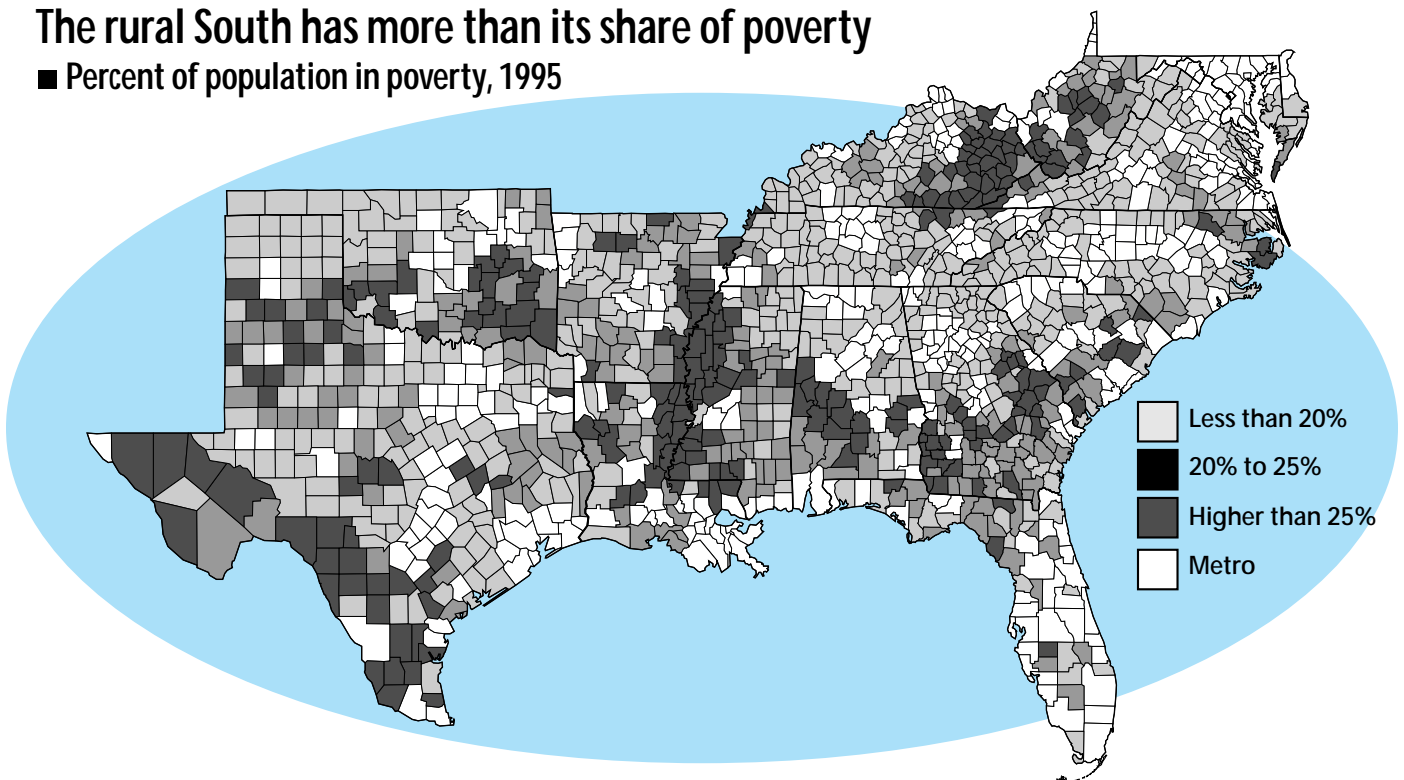 The rural South has more than its share of poverty
Percent of population in poverty, 1995
Less than 20%
20% to 25%
Higher than 25%
Metro